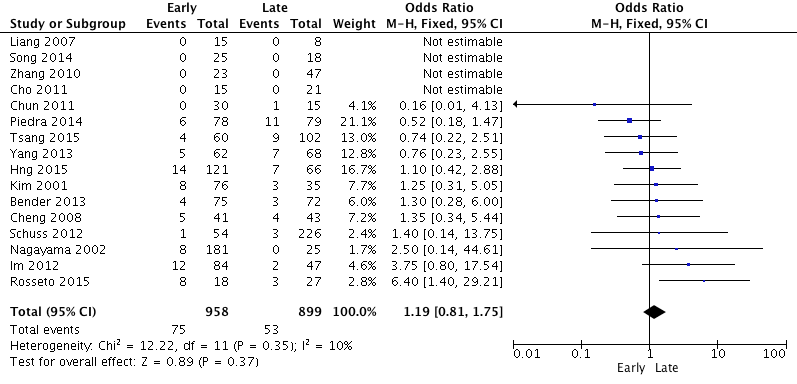 Early Late Odds Ratio Odds Ratio
Study or Subgroup Events Total Events Total Weight M-H, Fixed, 95% CI M-H, Fixed, 95% CI
Liang 2007 0 15 0 8 Not estimable
Song 2014 0 25 0 18 Not estimable
Zhang 2010 0 23 0 47 Not estimable
Cho 2011 0 15 0 21 Not estimable
Chun 2011 0 30 1 15 4.1% 0.16 [0.01, 4.13]
Piedra 2014 6 78 11 79 21.1% 0.52 [0.18, 1.47]
Tsang 2015 4 60 9 102 13.0% 0.74 [0.22, 2.51]
Yang 2013 5 62 7 68 12.8% 0.76 [0.23, 2.55]
Hng 2015 14 121 7 66 16.7% 1.10 [0.42, 2.88]
Kim 2001 8 76 3 35 7.8% 1.25 [0.31, 5.05]
Bender 2013 4 75 3 72 6.1% 1.30 [0.28, 6.00]
Cheng 2008 5 41 4 43 7.2% 1.35 [0.34, 5.44]
Schuss 2012 1 54 3 226 2.4% 1.40 [0.14, 13.75]
Nagayama 2002 8 181 0 25 1.7% 2.50 [0.14, 44.61]
Im 2012 12 84 2 47 4.6% 3.75 [0.80, 17.54]
Rosseto 2015 8 18 3 27 2.8% 6.40 [1.40, 29.21]
Total (95% CI) 958 899 100.0% 1.19 [0.81, 1.75]
Total events 75 53
Heterogeneity: Chi² = 12.22, df = 11 (P = 0.35); I² = 10%
Test for overall effect: Z = 0.89 (P = 0.37)
0.01 0.1 1 10 100
Early Late